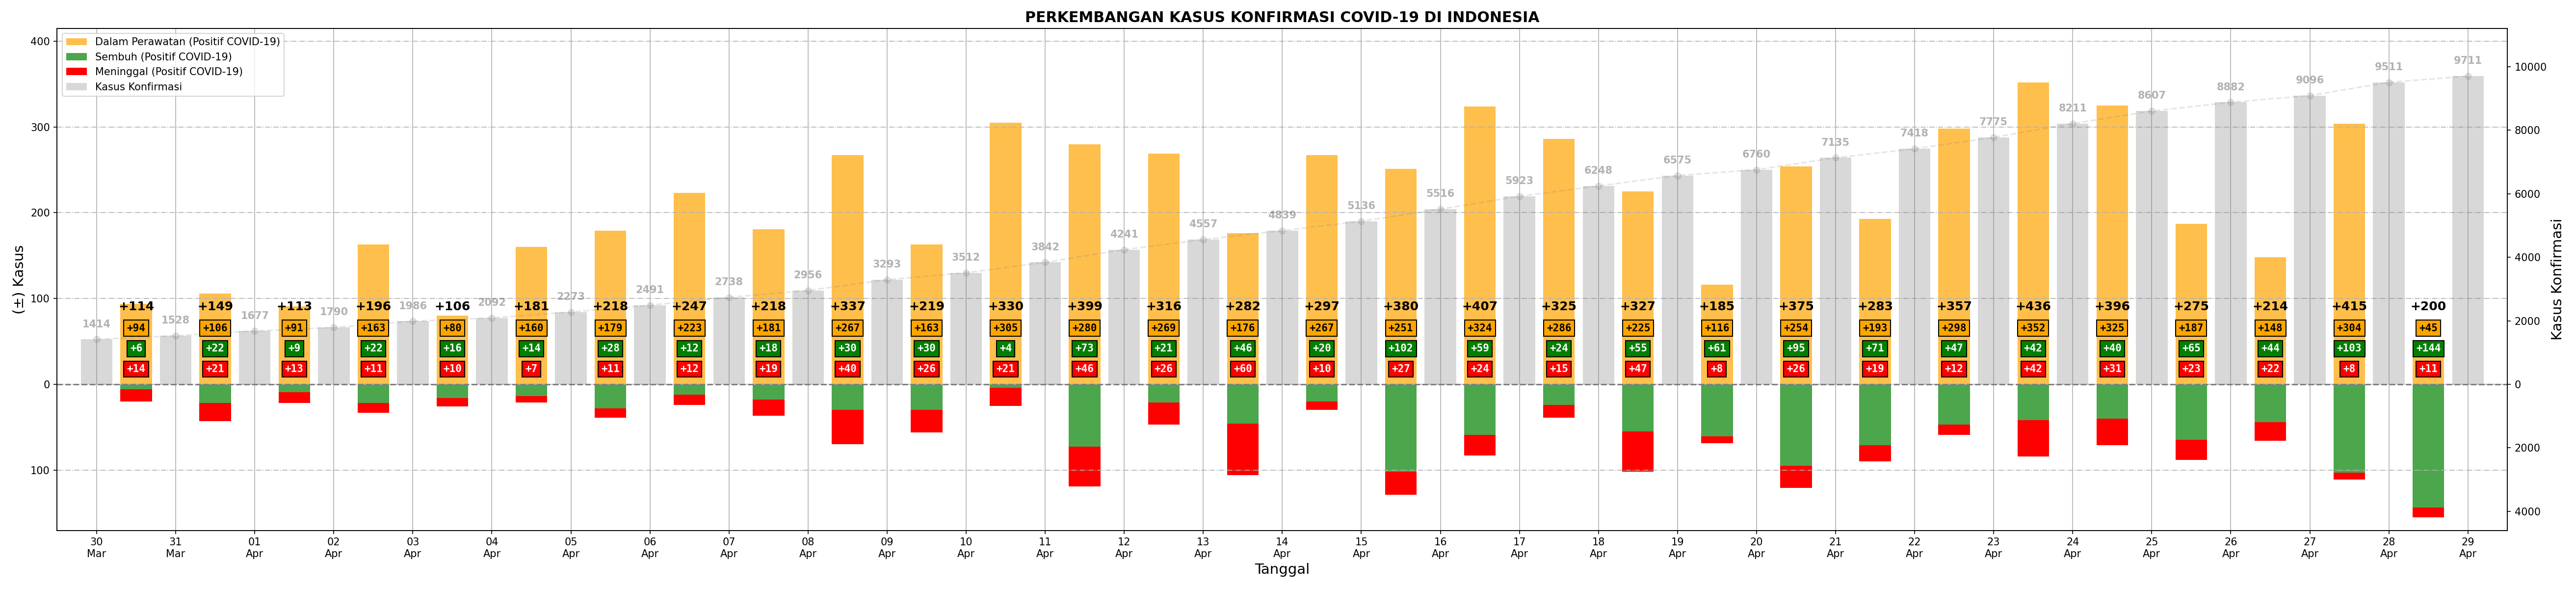 PERKEMBANGAN KASUS KONFIRMASI COVID-19 DI INDONESIA
Dalam Perawatan (Positif COVID-19)
Sembuh (Positif COVID-19)
Meninggal (Positif COVID-19)
Kasus Konfirmasi
(±) Kasus
400
300
200
100
0
100
Kasus Konfirmasi
10000
8000
6000
4000
2000
0
2000
4000
1414 1528 1677 1790 1986 2092 2273 2491 2738 2956 3293 3512 3842 4241 4557 4839 5136 5516 5923 6248 6575 6760 7135 7418 7775 8211 8607 8882 9096 9511 9711
+114 +149 +113 +196 +106 +181 +218 +247 +218 +337 +219 +330 +399 +316 +282 +297 +380 +407 +325 +327 +185 +375 +283 +357 +436 +396 +275 +214 +415 +200
+94 +106 +91 +163 +80 +160 +179 +223 +181 +267 +163 +305 +280 +269 +176 +267 +251 +324 +286 +225 +116 +254 +193 +298 +352 +325 +187 +148 +304 +45
+6 +22 +9 +22 +16 +14 +28 +12 +18 +30 +30 +4 +73 +21 +46 +20 +102 +59 +24 +55 +61 +95 +71 +47 +42 +40 +65 +44 +103 +144
+14 +21 +13 +11 +10 +7 +11 +12 +19 +40 +26 +21 +46 +26 +60 +10 +27 +24 +15 +47 +8 +26 +19 +12 +42 +31 +23 +22 +8 +11
30 31 01 02 03 04 05 06 07 08 09 10 11 12 13 14 15 16 17 18 19 20 21 22 23 24 25 26 27 28 29
Mar Mar Apr Apr Apr Apr Apr Apr Apr Apr Apr Apr Apr Apr Apr Apr Apr Apr Apr Apr Apr Apr Apr Apr Apr Apr Apr Apr Apr Apr Apr
Tanggal